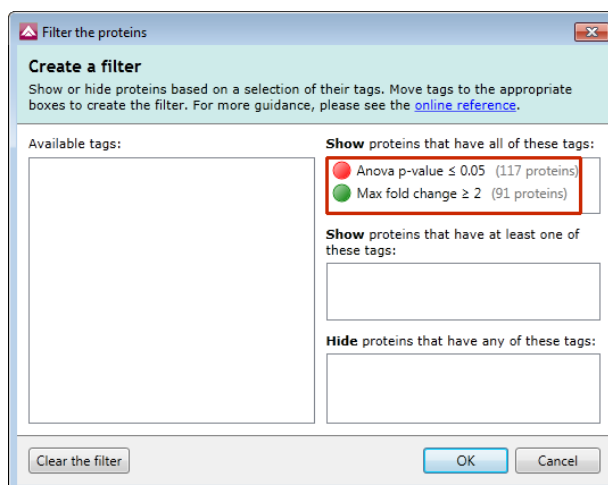 Filter the proteins
Create a filter
Show or hide proteins based on a selection of their tags. Move tags to the appropriate
boxes to create the filter. For more guidance, please see the online reference.
Available tags:
Show proteins that have all of these tags:
Anova p-value ≤ 0.05 (117 proteins)
Max fold change ≥ 2 (91 proteins)
Show proteins that have at least one of
these tags:
Hide proteins that have any of these tags:
Clear the filter
OK
Cancel